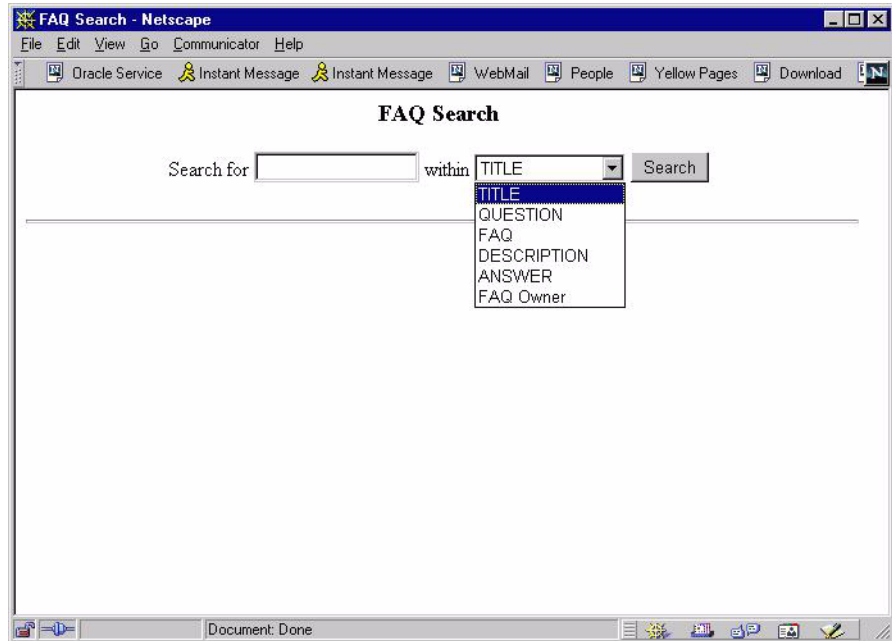 FAQ Search - Netscape
File Edit View Go Communicator Help
Oracle Service Instant Message Instant Message WebMail People Yellow Pages Download N
FAQ Search
Search for within TITLE Search
TITLE
QUESTION
FAQ
DESCRIPTION
ANSWER
FAQ Owner
Document: Done